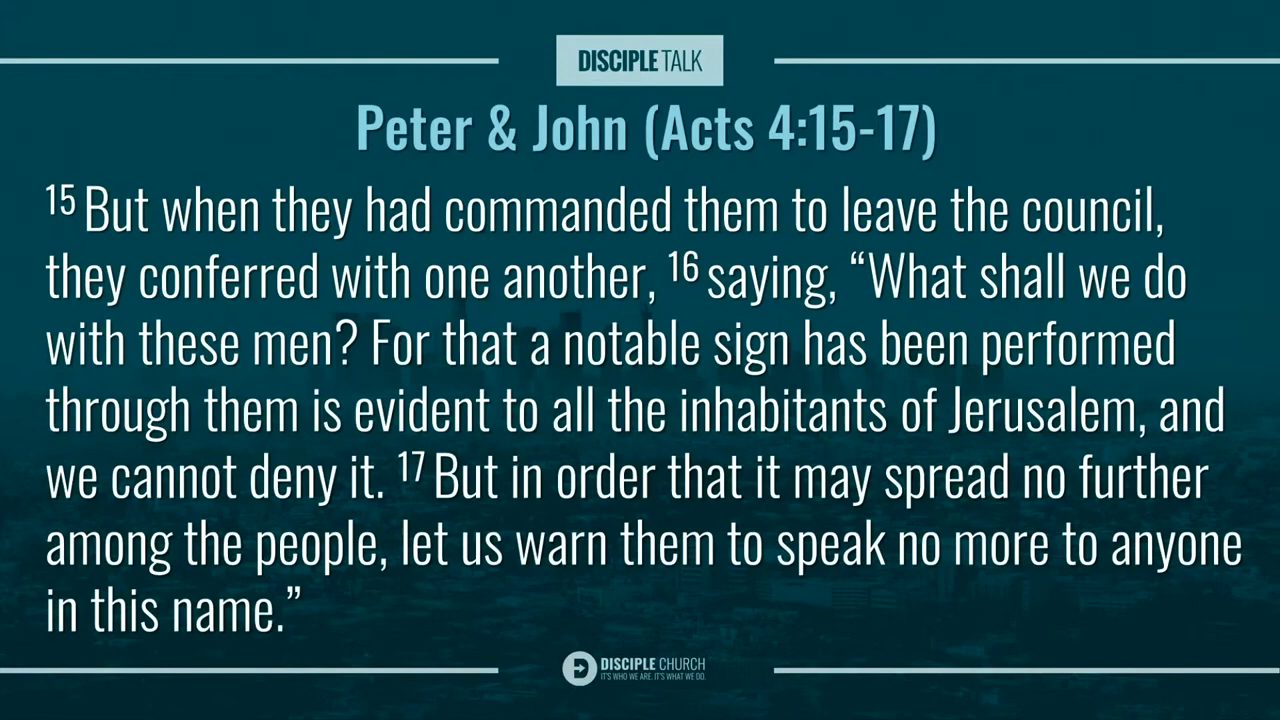 DISCIPLE TALK
Peter & John (Acts 4:15-17)
15 But when they had commanded them to leave the council,
they conferred with one another, 16 saying, “What shall we do
with these men? For that a notable sign has been performed
through them is evident to all the inhabitants of Jerusalem, and
we cannot deny it. 17 But in order that it may spread no further
among the people, let us warn them to speak no more to anyone
in this name.”
DISCIPLE CHURCH
IT'S WHO WE ARE. IT'S WHAT WE DO.